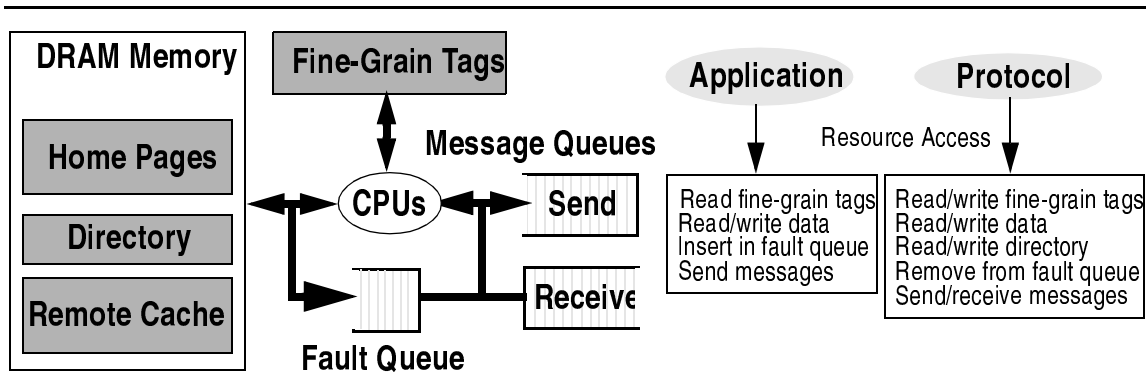 DRAM Memory
Home Pages
Directory
Remote Cache
Fine-Grain Tags
CPUs
Message Queues
Send
Receive
Fault Queue
Application
Protocol
Resource Access
Read fine-grain tags
Read/write data
Insert in fault queue
Send messages
Read/write fine-grain tags
Read/write data
Read/write directory
Remove from fault queue
Send/receive messages